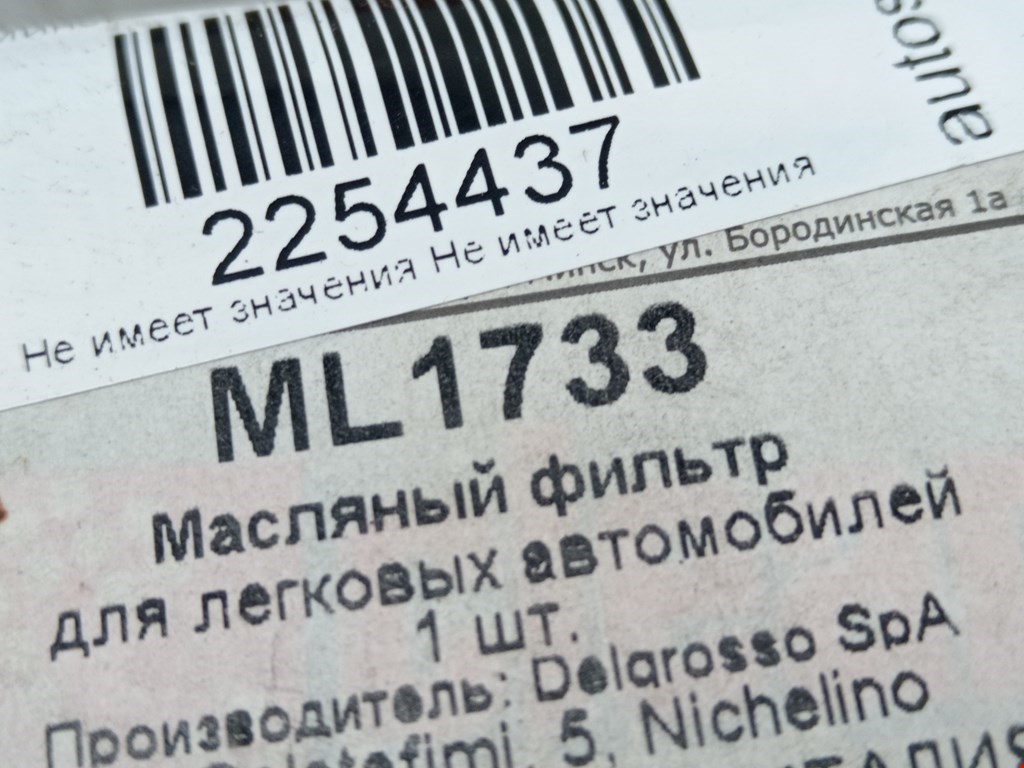 autos
2254437
Не имеет значения Не имеет значения
ул. Бородинская 1а
ML1733
Масляный фильтр
для легковых автомобилей
1 шт.
Производитель: Delarosso SpA
5, Nichelino